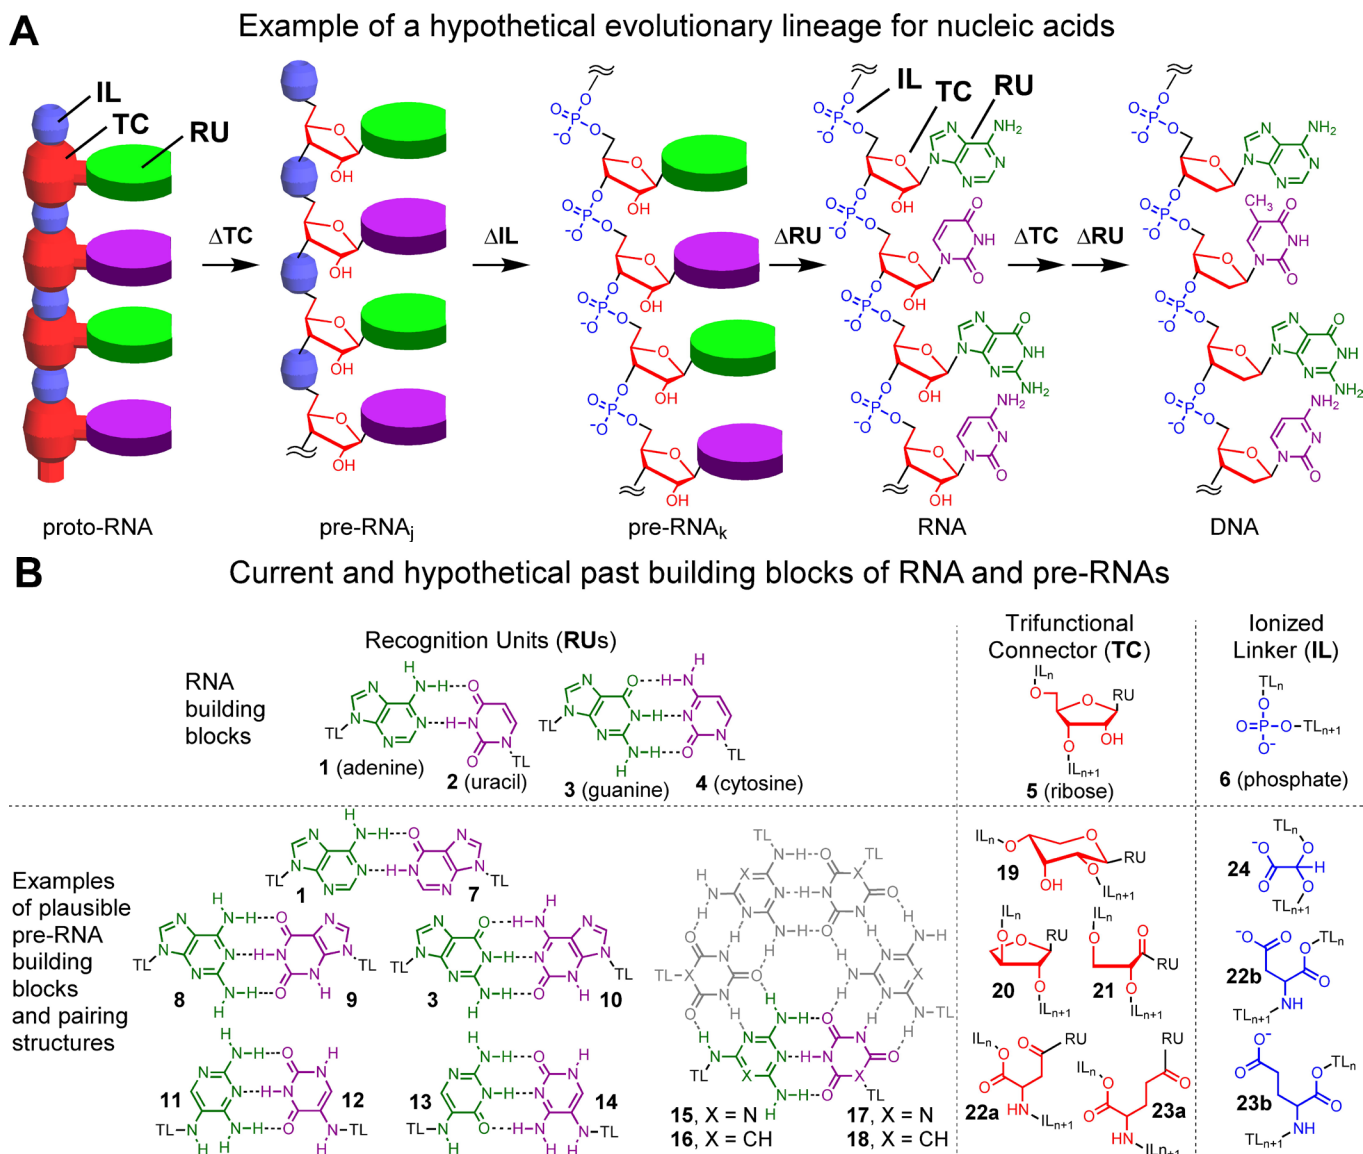 A
Example of a hypothetical evolutionary lineage for nucleic acids
IL
TC
RU
ΔTC
ΔIL
ΔRU
IL
TC
RU
ΔTC
ΔRU
proto-RNA
pre-RNAj
pre-RNAk
RNA
DNA
B
Current and hypothetical past building blocks of RNA and pre-RNAs
Recognition Units (RUs)
Trifunctional
Connector (TC)
Ionized
Linker (IL)
RNA
building
blocks
1 (adenine)
2 (uracil)
3 (guanine)
4 (cytosine)
5 (ribose)
6 (phosphate)
Examples
of plausible
pre-RNA
building
blocks
and pairing
structures
1
7
8
9
3
10
11
12
13
14
15, X = N
16, X = CH
17, X = N
18, X = CH
19
20
21
22a
23a
24
22b
23b